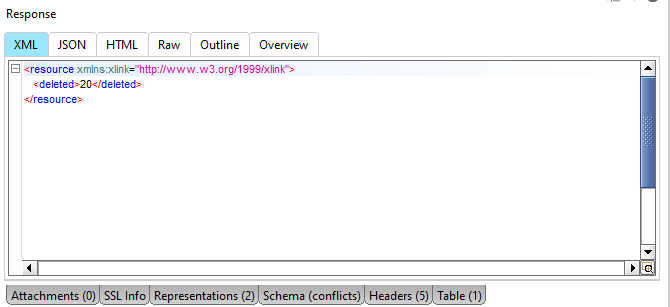 Response
XML JSON HTML Raw Outline Overview
<resource xmlns:xlink="http://www.w3.org/1999/xlink">
<deleted>20</deleted>
</resource>
Attachments (0) SSL Info Representations (2) Schema (conflicts) Headers (5) Table (1)